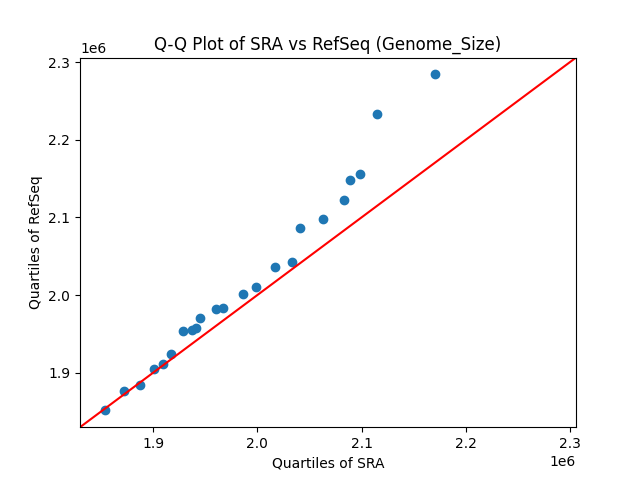 Q-Q Plot of SRA vs RefSeq (Genome_Size)
1e6
2.3
2.2
2.1
2.0
1.9
Quartiles of RefSeq
1.9 2.0 2.1 2.2 2.3
Quartiles of SRA
1e6